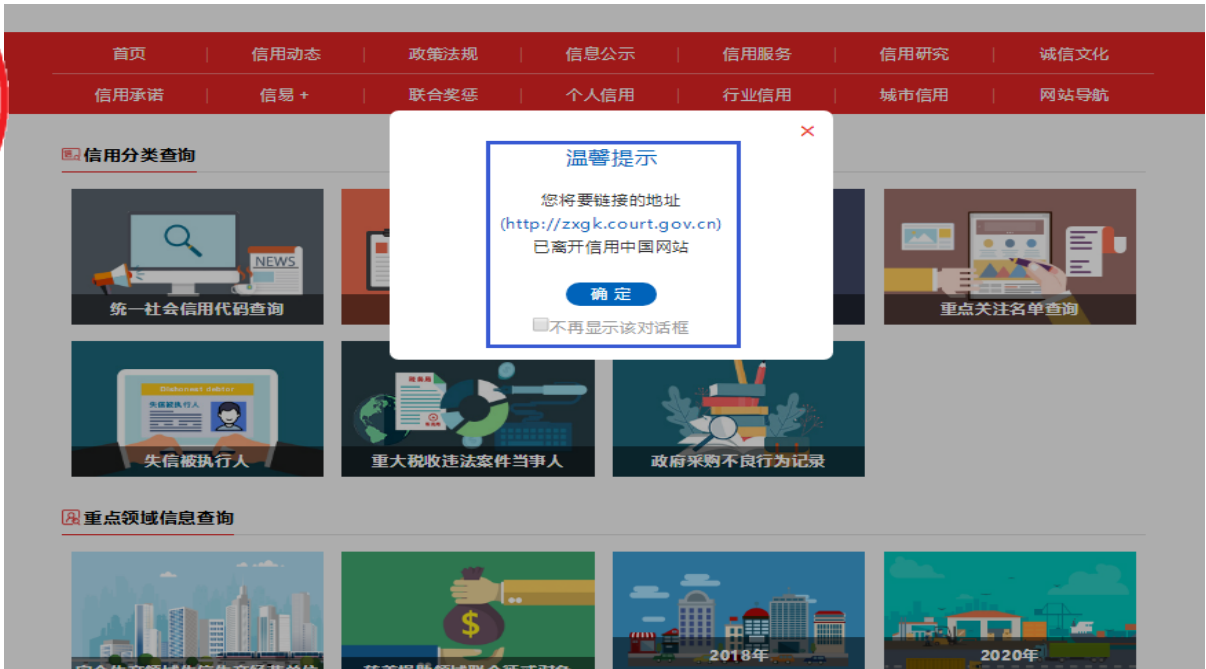 首页 信用动态 政策法规 信息公示 信用服务 信用研究 诚信文化
信用承诺 信易 + 联合奖惩 个人信用 行业信用 城市信用 网站导航
信用分类查询
×
温馨提示
您将要链接的地址
(http://zxgk.court.gov.cn)
已离开信用中国网站
确 定
不再显示该对话框
NEWS
统一社会信用代码查询
重点关注名单查询
Dishonest debtor
失信被执行人
失信被执行人
重大税收违法案件当事人
政府采购不良行为记录
重点领域信息查询
$
2018年
2020年